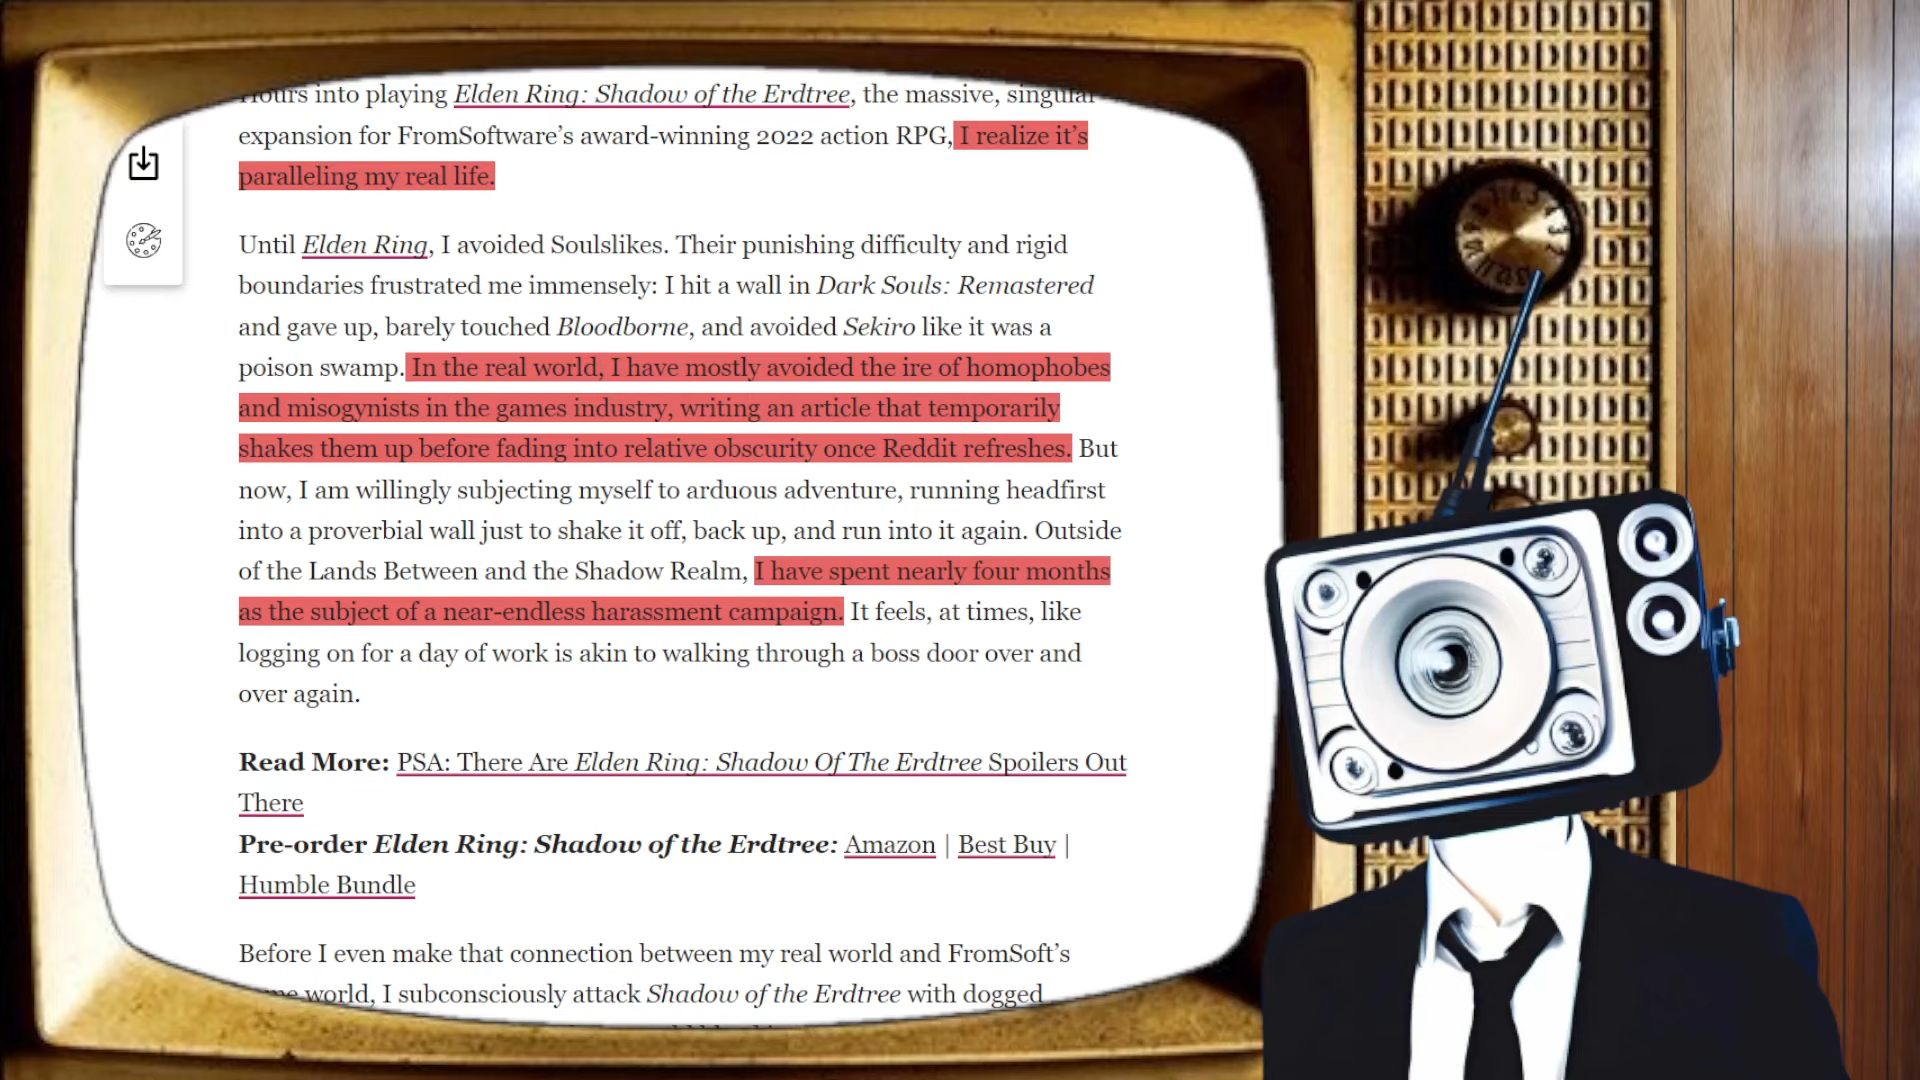 Hours into playing Elden Ring: Shadow of the Erdtree, the massive, singular
expansion for FromSoftware’s award-winning 2022 action RPG, I realize it’s
paralleling my real life.
Until Elden Ring, I avoided Soulslikes. Their punishing difficulty and rigid
boundaries frustrated me immensely: I hit a wall in Dark Souls: Remastered
and gave up, barely touched Bloodborne, and avoided Sekiro like it was a
poison swamp. In the real world, I have mostly avoided the ire of homophobes
and misogynists in the games industry, writing an article that temporarily
shakes them up before fading into relative obscurity once Reddit refreshes. But
now, I am willingly subjecting myself to arduous adventure, running headfirst
into a proverbial wall just to shake it off, back up, and run into it again. Outside
of the Lands Between and the Shadow Realm, I have spent nearly four months
as the subject of a near-endless harassment campaign. It feels, at times, like
logging on for a day of work is akin to walking through a boss door over and
over again.
Read More: PSA: There Are Elden Ring: Shadow Of The Erdtree Spoilers Out
There
Pre-order Elden Ring: Shadow of the Erdtree: Amazon | Best Buy |
Humble Bundle
Before I even make that connection between my real world and FromSoft’s
world, I subconsciously attack Shadow of the Erdtree with dogged